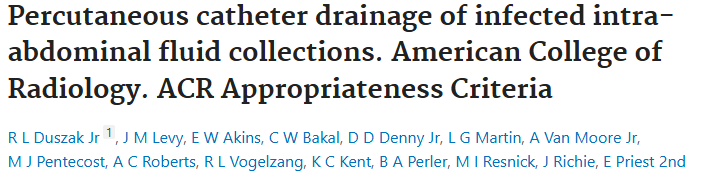 Percutaneous catheter drainage of infected intra-
abdominal fluid collections. American College of
Radiology. ACR Appropriateness Criteria
R L Duszak Jr 1, J M Levy, E W Akins, C W Bakal, D D Denny Jr, L G Martin, A Van Moore Jr,
M J Pentecost, A C Roberts, R L Vogelzang, K C Kent, B A Perler, M I Resnick, J Richie, E Priest 2nd